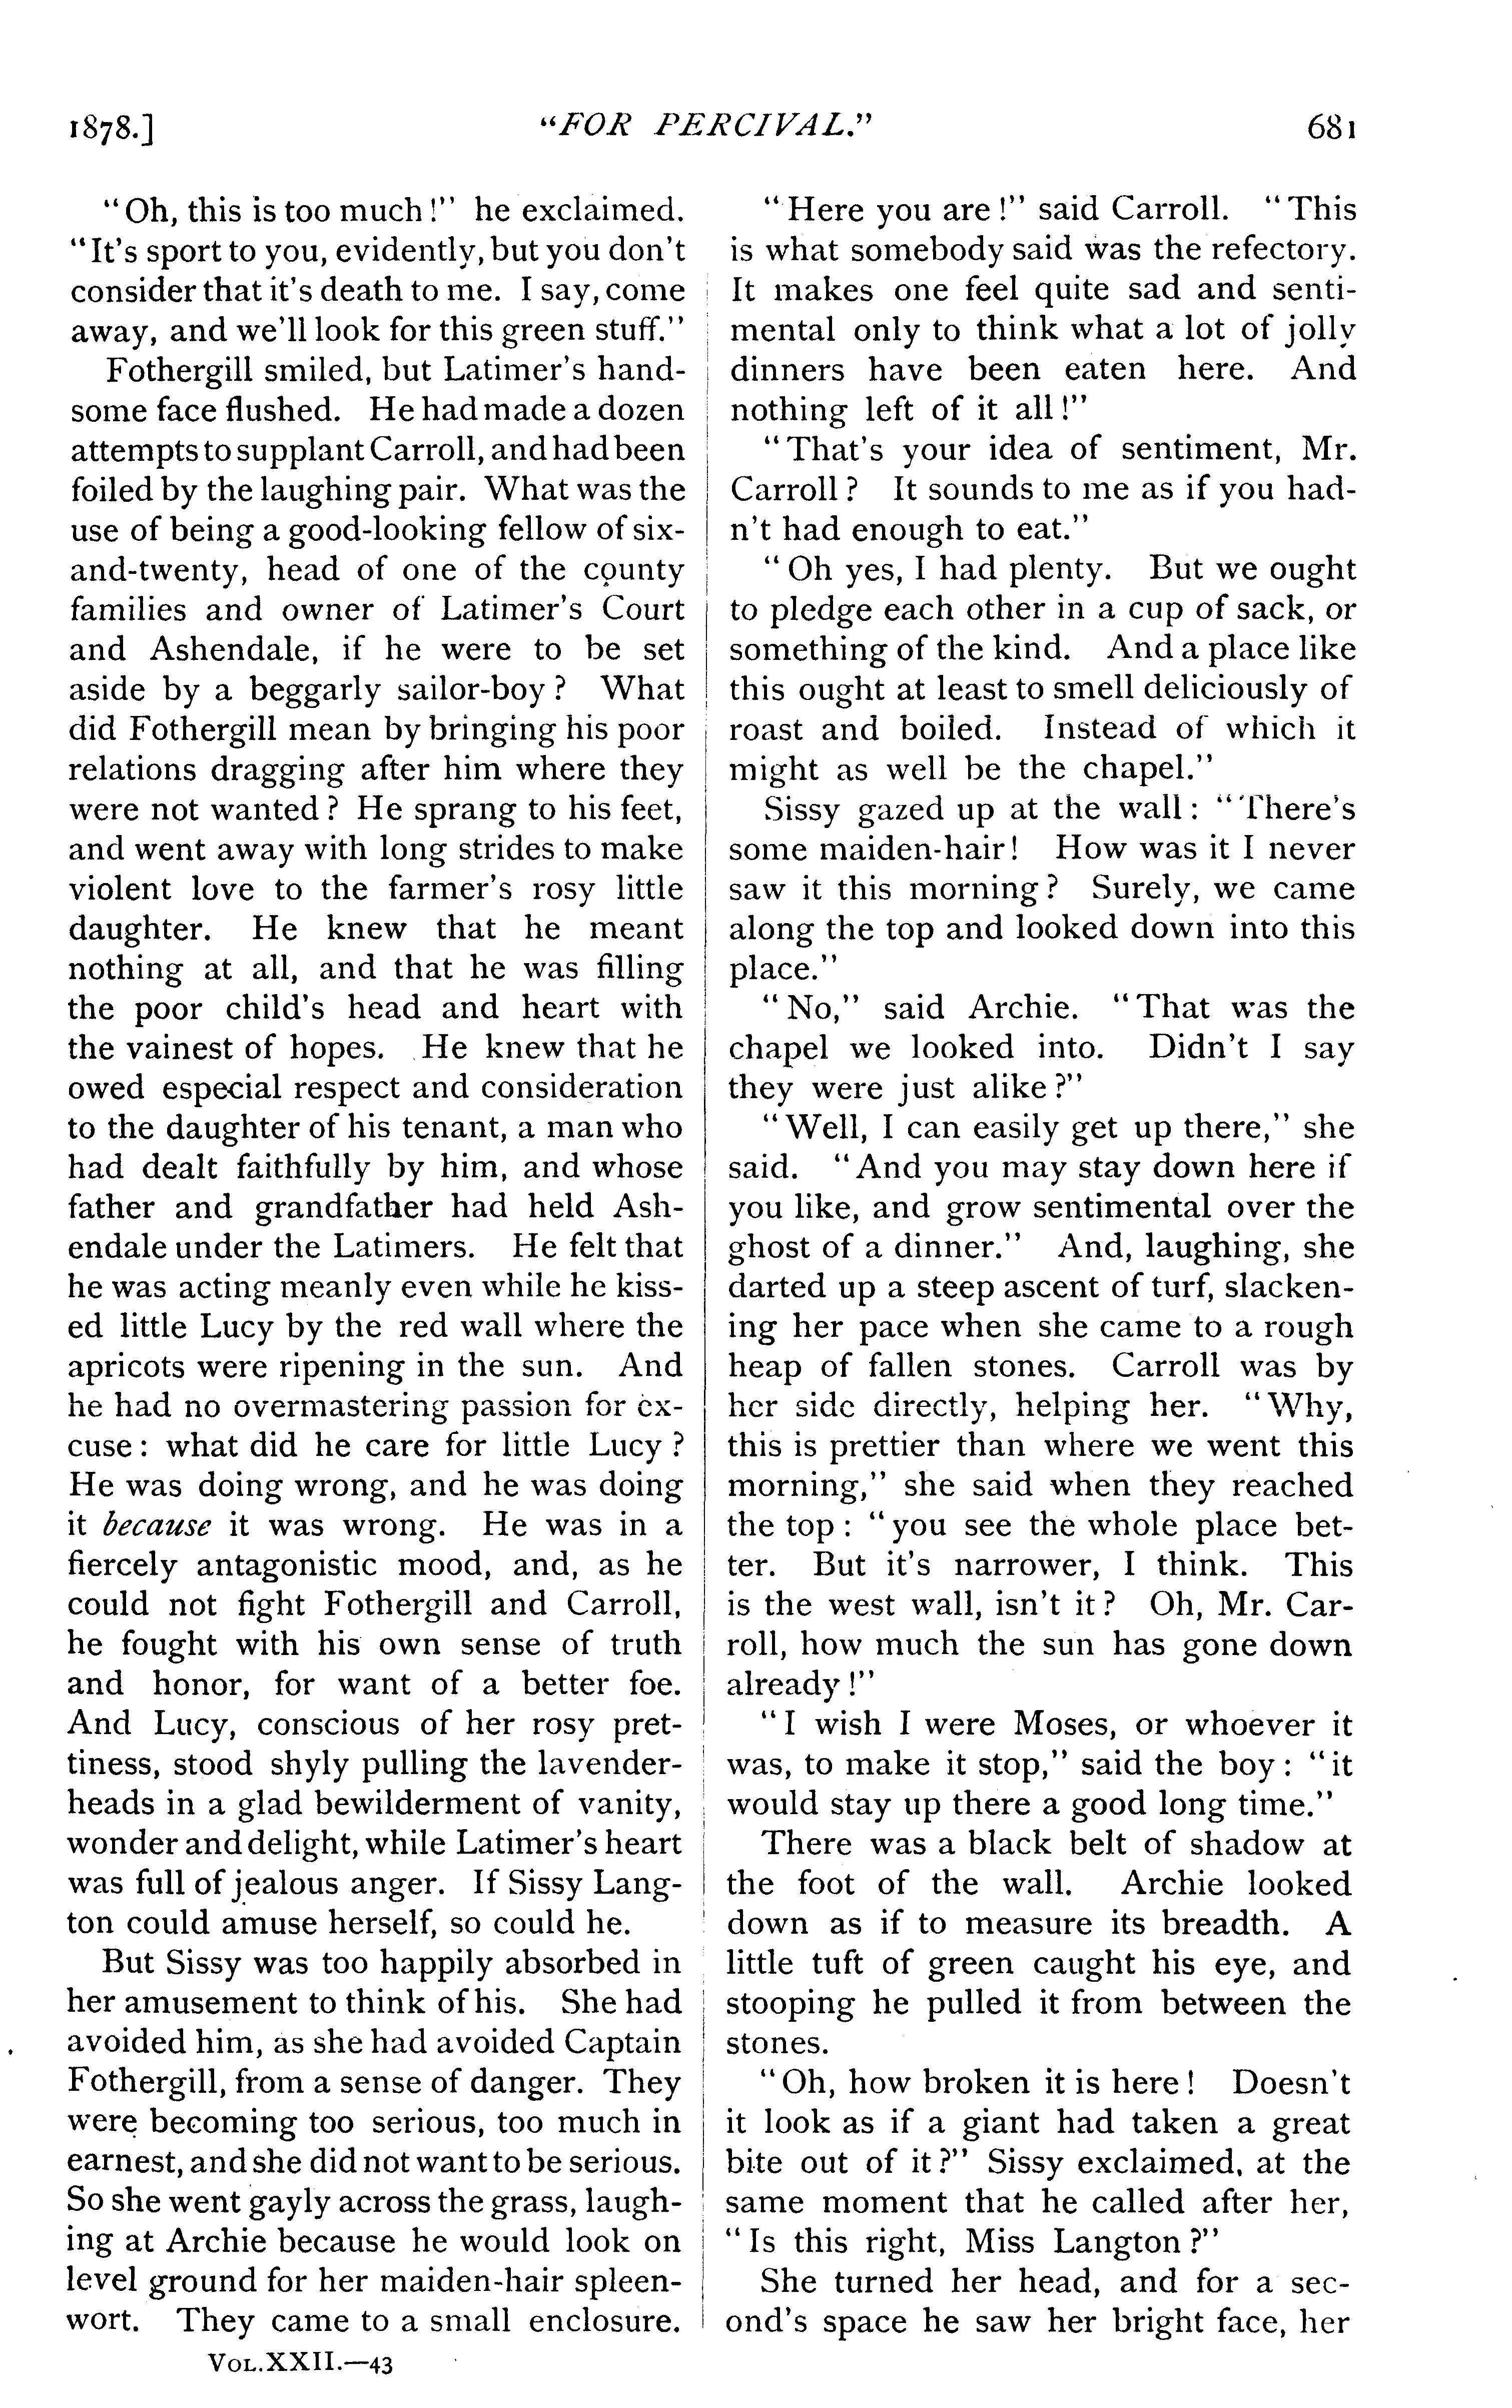 1878.] "FOR PERCIVAL." 681
"Oh, this is too much!" he exclaimed.
"It's sport to you, evidently, but you don't
consider that it's death to me. I say, come
away, and we'll look for this green stuff."
Fothergill smiled, but Latimer's hand-
some face flushed. He had made a dozen
attempts to supplant Carroll, and had been
foiled by the laughing pair. What was the
use of being a good-looking fellow of six-
and-twenty, head of one of the county
families and owner of Latimer's Court
and Ashendale, if he were to be set
aside by a beggarly sailor-boy? What
did Fothergill mean by bringing his poor
relations dragging after him where they
were not wanted? He sprang to his feet,
and went away with long strides to make
violent love to the farmer's rosy little
daughter. He knew that he meant
nothing at all, and that he was filling
the poor child's head and heart with
the vainest of hopes. He knew that he
owed especial respect and consideration
to the daughter of his tenant, a man who
had dealt faithfully by him, and whose
father and grandfather had held Ash-
endale under the Latimers. He felt that
he was acting meanly even while he kiss-
ed little Lucy by the red wall where the
apricots were ripening in the sun. And
he had no overmastering passion for ex-
cuse: what did he care for little Lucy?
He was doing wrong, and he was doing
it because it was wrong. He was in a
fiercely antagonistic mood, and, as he
could not fight Fothergill and Carroll,
he fought with his own sense of truth
and honor, for want of a better foe.
And Lucy, conscious of her rosy pret-
tiness, stood shyly pulling the lavender-
heads in a glad bewilderment of vanity,
wonder and delight, while Latimer's heart
was full of jealous anger. If Sissy Lang-
ton could amuse herself, so could he.
But Sissy was too happily absorbed in
her amusement to think of his. She had
avoided him, as she had avoided Captain
Fothergill, from a sense of danger. They
were becoming too serious, too much in
earnest, and she did not want to be serious.
So she went gayly across the grass, laugh-
ing at Archie because he would look on
level ground for her maiden-hair spleen-
wort. They came to a small enclosure.
"Here you are!" said Carroll. "This
is what somebody said was the refectory.
It makes one feel quite sad and senti-
mental only to think what a lot of jolly
dinners have been eaten here. And
nothing left of it all!"
"That's your idea of sentiment, Mr.
Carroll? It sounds to me as if you had-
n't had enough to eat."
"Oh yes, I had plenty. But we ought
to pledge each other in a cup of sack, or
something of the kind. And a place like
this ought at least to smell deliciously of
roast and boiled. Instead of which it
might as well be the chapel."
Sissy gazed up at the wall: "There's
some maiden-hair! How was it I never
saw it this morning? Surely, we came
along the top and looked down into this
place."
"No," said Archie. "That was the
chapel we looked into. Didn't I say
they were just alike?"
"Well, I can easily get up there," she
said. "And you may stay down here if
you like, and grow sentimental over the
ghost of a dinner." And, laughing, she
darted up a steep ascent of turf, slacken-
ing her pace when she came to a rough
heap of fallen stones. Carroll was by
her side directly, helping her. "Why,
this is prettier than where we went this
morning," she said when they reached
the top: "you see the whole place bet-
ter. But it's narrower, I think. This
is the west wall, isn't it? Oh, Mr. Car-
roll, how much the sun has gone down
already!"
"I wish I were Moses, or whoever it
was, to make it stop," said the boy: "it
would stay up there a good long time."
There was a black belt of shadow at
the foot of the wall. Archie looked
down as if to measure its breadth. A
little tuft of green caught his eye, and
stooping he pulled it from between the
stones.
"Oh, how broken it is here! Doesn't
it look as if a giant had taken a great
bite out of it?" Sissy exclaimed, at the
same moment that he called after her,
"Is this right, Miss Langton?"
She turned her head, and for a sec-
ond's space he saw her bright face, her
VOL. XXII.—43